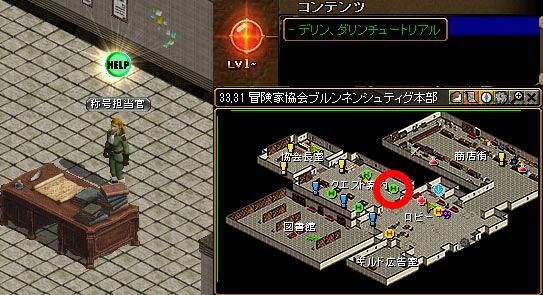 HELP
称号担当官
1
LV1~
コンテンツ
- デリン、ダリンチュートリアル
33,31 冒険家協会ブルンネンシュティグ本部
協会長室
商店街
クエスト案内
ロビー
図書館
ギルド広告室